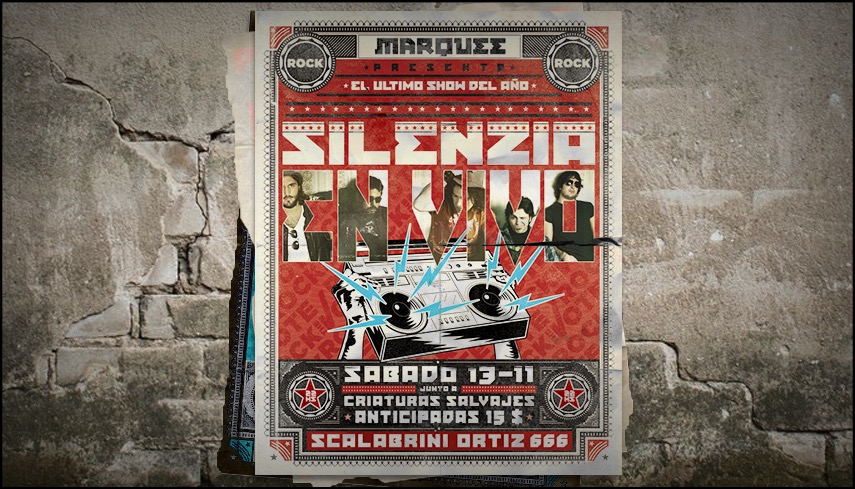 MARQUEE
ROCK
ROCK
PRESENTA
EL ULTIMO SHOW DEL AÑO
SILENZIA
EN VIVO
SABADO 13-11
JUNTO A
CRIATURAS SALVAJES
ANTICIPADAS 15 $
SCALABRINI ORTIZ 666